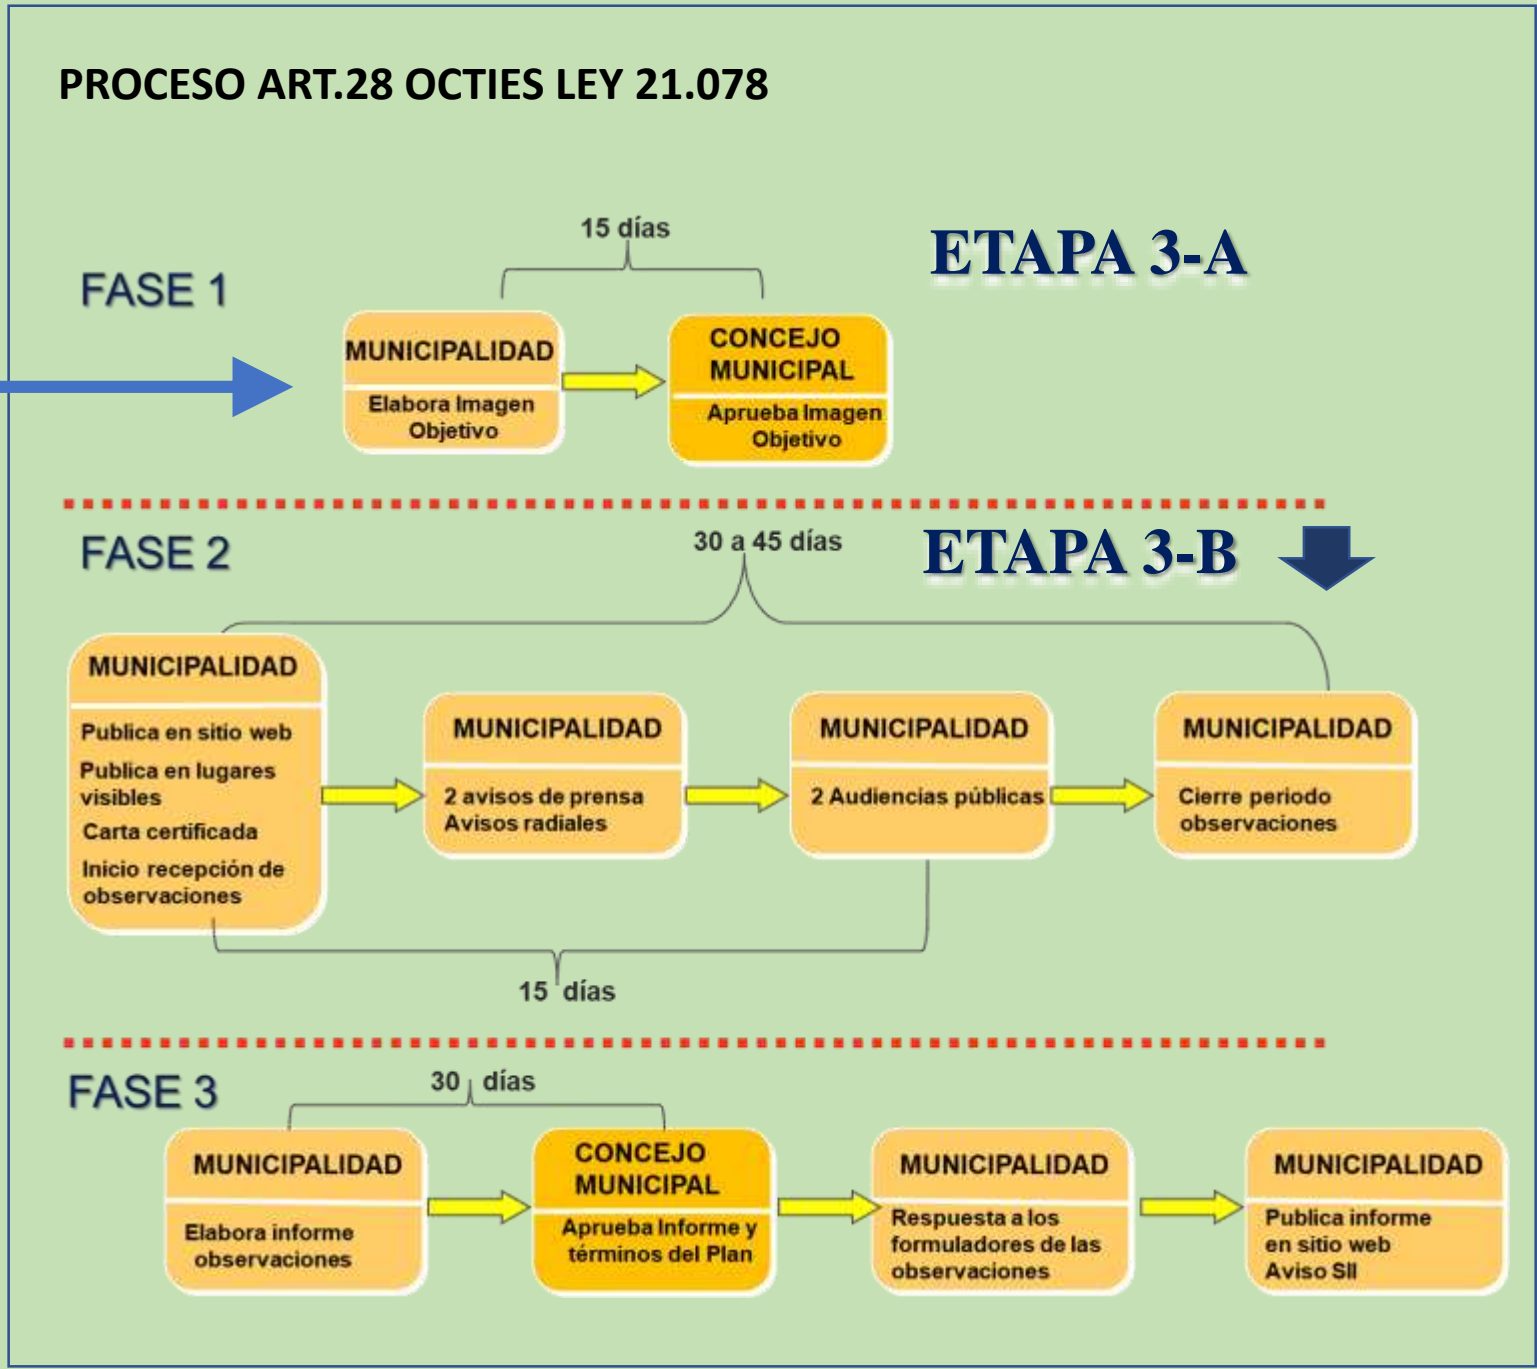 PROCESO ART.28 OCTIES LEY 21.078
15 días
ETAPA 3-A
FASE 1
MUNICIPALIDAD
Elabora Imagen
Objetivo
CONCEJO
MUNICIPAL
Aprueba Imagen
Objetivo
FASE 2
30 a 45 días
ETAPA 3-B
MUNICIPALIDAD
Publica en sitio web
Publica en lugares
visibles
Carta certificada
Inicio recepción de
observaciones
MUNICIPALIDAD
2 avisos de prensa
Avisos radiales
MUNICIPALIDAD
2 Audiencias públicas
MUNICIPALIDAD
Cierre periodo
observaciones
15 días
FASE 3
30 días
MUNICIPALIDAD
Elabora informe
observaciones
CONCEJO
MUNICIPAL
Aprueba Informe y
términos del Plan
MUNICIPALIDAD
Respuesta a los
formuladores de las
observaciones
MUNICIPALIDAD
Publica informe
en sitio web
Aviso SII